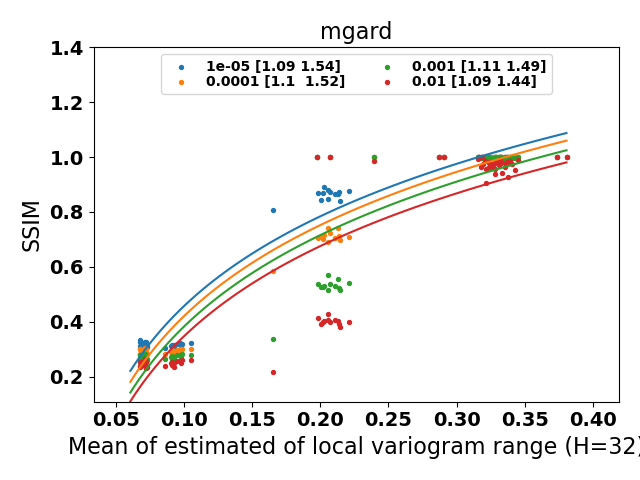 mgard
1e-05 [1.09 1.54]
0.0001 [1.1  1.52]
0.001 [1.11 1.49]
0.01 [1.09 1.44]
SSIM
1.4
1.2
1.0
0.8
0.6
0.4
0.2
0.05 0.10 0.15 0.20 0.25 0.30 0.35 0.40
Mean of estimated of local variogram range (H=32)